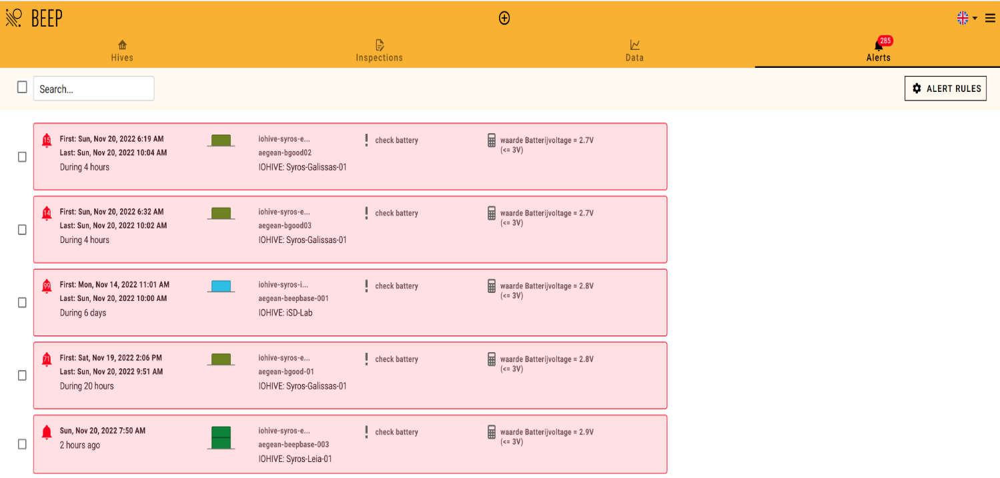 BEEP
285
Hives
Inspections
Data
Alerts
Search...
ALERT RULES
15
First: Sun, Nov 20, 2022 6:19 AM
Last: Sun, Nov 20, 2022 10:04 AM
During 4 hours
iohive-syros-e...
aegean-bgood02
IOHIVE: Syros-Galissas-01
check battery
waarde Batterijvoltage = 2.7V
(<= 3V)
14
First: Sun, Nov 20, 2022 6:32 AM
Last: Sun, Nov 20, 2022 10:02 AM
During 4 hours
iohive-syros-e...
aegean-bgood03
IOHIVE: Syros-Galissas-01
check battery
waarde Batterijvoltage = 2.7V
(<= 3V)
99
First: Mon, Nov 14, 2022 11:01 AM
Last: Sun, Nov 20, 2022 10:00 AM
During 6 days
iohive-syros-i...
aegean-beepbase-001
IOHIVE: iSD-Lab
check battery
waarde Batterijvoltage = 2.8V
(<= 3V)
71
First: Sat, Nov 19, 2022 2:06 PM
Last: Sun, Nov 20, 2022 9:51 AM
During 20 hours
iohive-syros-e...
aegean-bgood-01
IOHIVE: Syros-Galissas-01
check battery
waarde Batterijvoltage = 2.8V
(<= 3V)
Sun, Nov 20, 2022 7:50 AM
2 hours ago
iohive-syros-e...
aegean-beepbase-003
IOHIVE: Syros-Leia-01
check battery
waarde Batterijvoltage = 2.9V
(<= 3V)